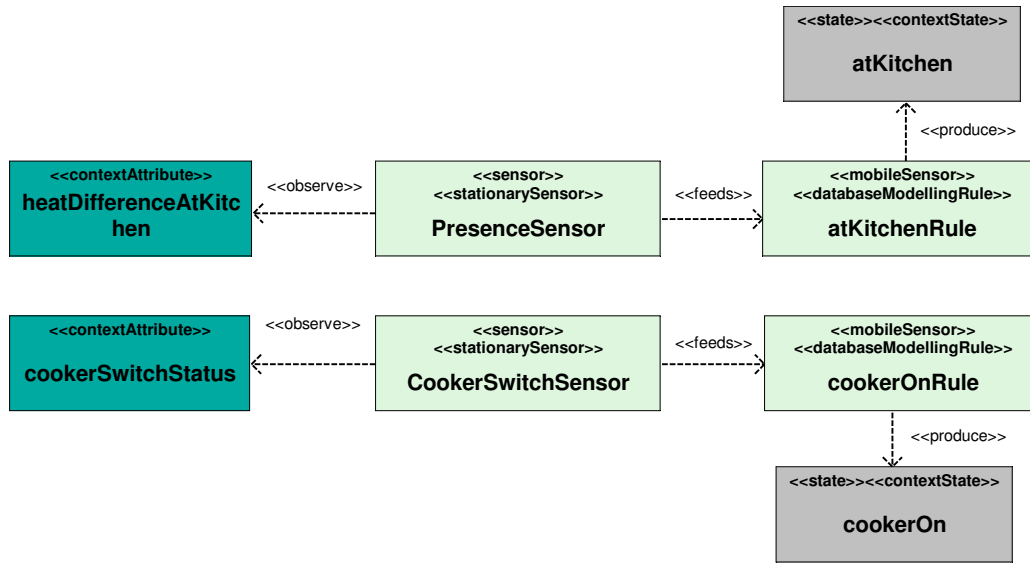 <<state>><<contextState>>
atKitchen
<<produce>>
<<contextAttribute>>
heatDifferenceAtKitc
hen
<<observe>>
<<sensor>>
<<stationarySensor>>
PresenceSensor
<<feeds>>
<<mobileSensor>>
<<databaseModellingRule>>
atKitchenRule
<<contextAttribute>>
cookerSwitchStatus
<<observe>>
<<sensor>>
<<stationarySensor>>
CookerSwitchSensor
<<feeds>>
<<mobileSensor>>
<<databaseModellingRule>>
cookerOnRule
<<produce>>
<<state>><<contextState>>
cookerOn